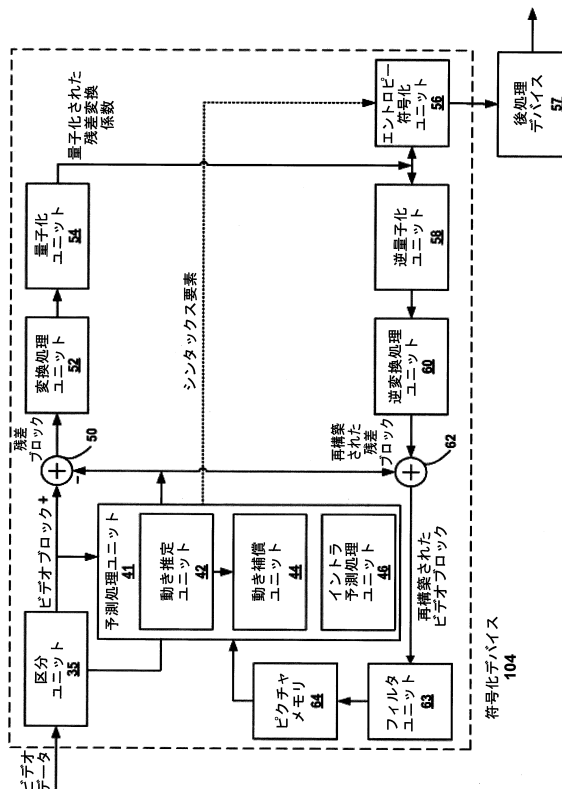 ビデオ
データ
区分
ユニット
35
ビデオブロック
+
-
残差
ブロック
50
変換処理
ユニット
52
量子化
ユニット
54
量子化された
残差変換
係数
予測処理ユニット
41
動き推定
ユニット
42
動き補償
ユニット
44
イントラ
予測処理
ユニット
46
シンタックス要素
エントロピー
符号化
ユニット
56
後処理
デバイス
57
逆量子化
ユニット
58
逆変換処理
ユニット
60
再構築
された
残差
ブロック
+
62
再構築された
ビデオブロック
フィルタ
ユニット
63
ピクチャ
メモリ
64
符号化デバイス
104